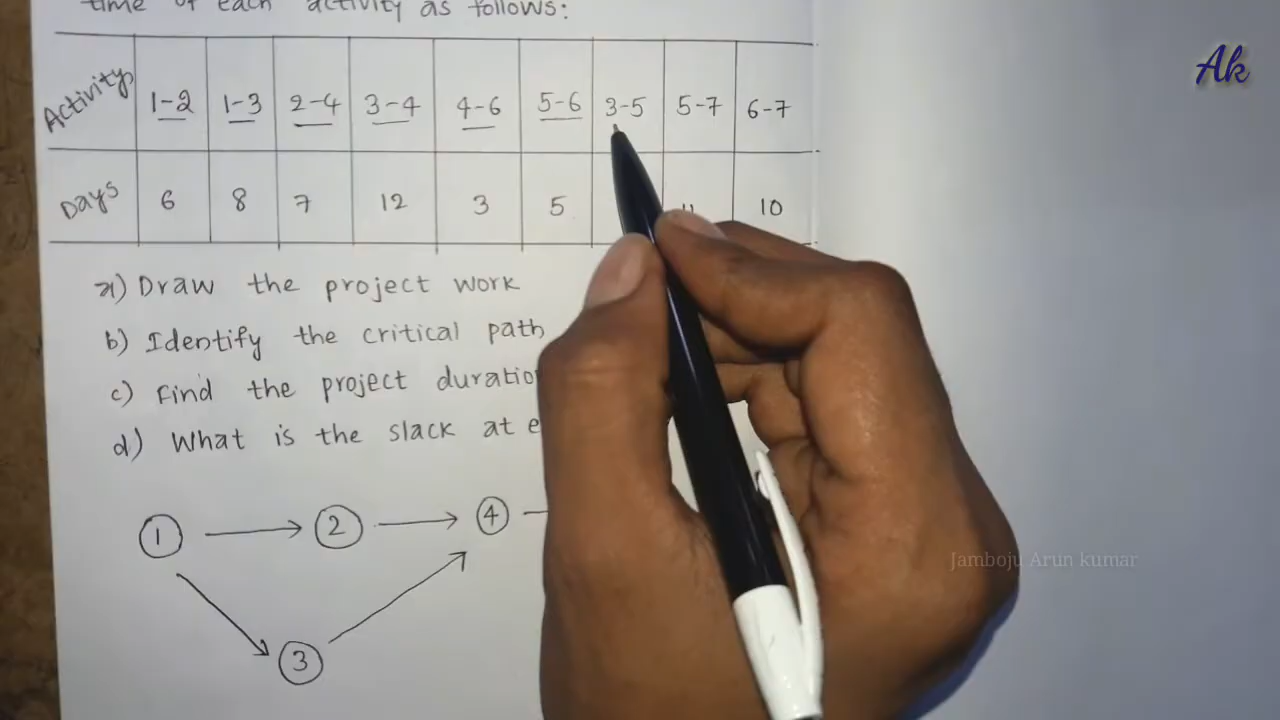 time of each activity as follows:
Ak
Activity 1-2 1-3 2-4 3-4 4-6 5-6 3-5 5-7 6-7
Days 6 8 7 12 3 5 10
a) Draw the project work
b) Identify the critical path
c) Find the project duratio
d) What is the slack at e
1 2 4
Jamboju Arun kumar
3